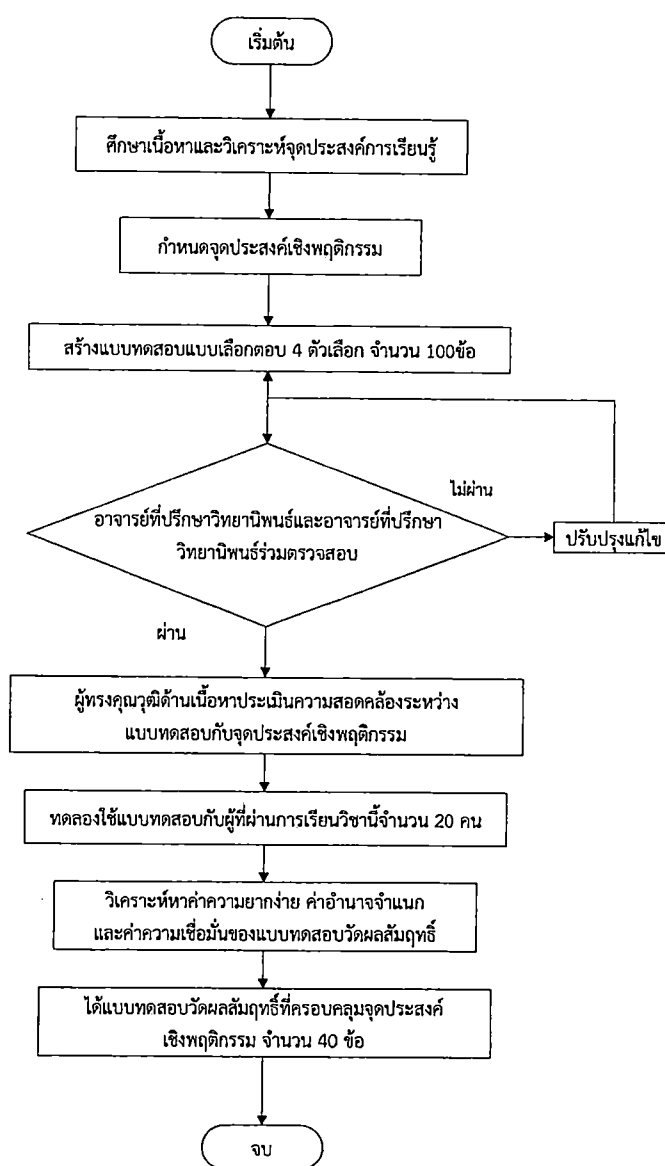 เริ่มต้น
ศึกษาเนื้อหาและวิเคราะห์จุดประสงค์การเรียนรู้
กำหนดจุดประสงค์เชิงพฤติกรรม
สร้างแบบทดสอบแบบเลือกตอบ 4 ตัวเลือก จำนวน 100ข้อ
ไม่ผ่าน
อาจารย์ที่ปรึกษาวิทยานิพนธ์และอาจารย์ที่ปรึกษา
วิทยานิพนธ์ร่วมตรวจสอบ
ปรับปรุงแก้ไข
ผ่าน
ผู้ทรงคุณวุฒิด้านเนื้อหาประเมินความสอดคล้องระหว่าง
แบบทดสอบกับจุดประสงค์เชิงพฤติกรรม
ทดลองใช้แบบทดสอบกับผู้ที่ผ่านการเรียนวิชานี้จำนวน 20 คน
วิเคราะห์หาค่าความยากง่าย ค่าอำนาจจำแนก
และค่าความเชื่อมั่นของแบบทดสอบวัดผลสัมฤทธิ์
ได้แบบทดสอบวัดผลสัมฤทธิ์ที่ครอบคลุมจุดประสงค์
เชิงพฤติกรรม จำนวน 40 ข้อ
จบ